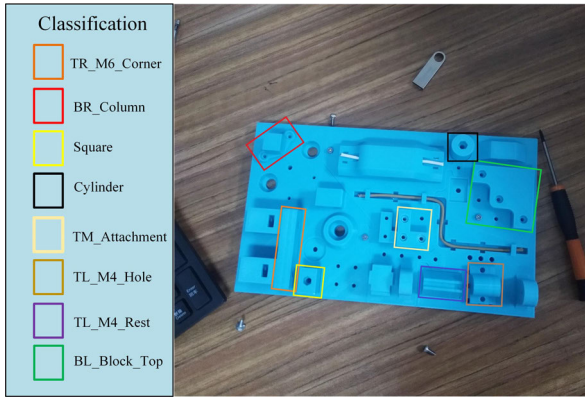 Classification
TR_M6_Corner
BR_Column
Square
Cylinder
TM_Attachment
TL_M4_Hole
TL_M4_Rest
BL_Block_Top